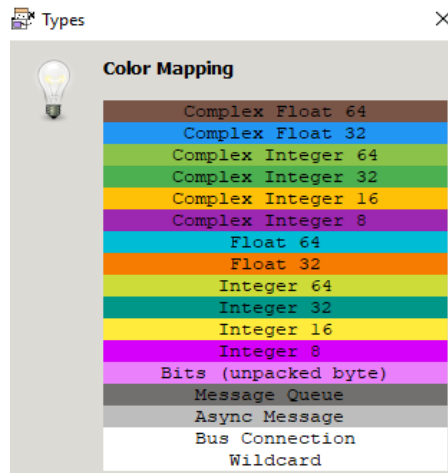 Types
Color Mapping
Complex Float 64
Complex Float 32
Complex Integer 64
Complex Integer 32
Complex Integer 16
Complex Integer 8
Float 64
Float 32
Integer 64
Integer 32
Integer 16
Integer 8
Bits (unpacked byte)
Message Queue
Async Message
Bus Connection
Wildcard